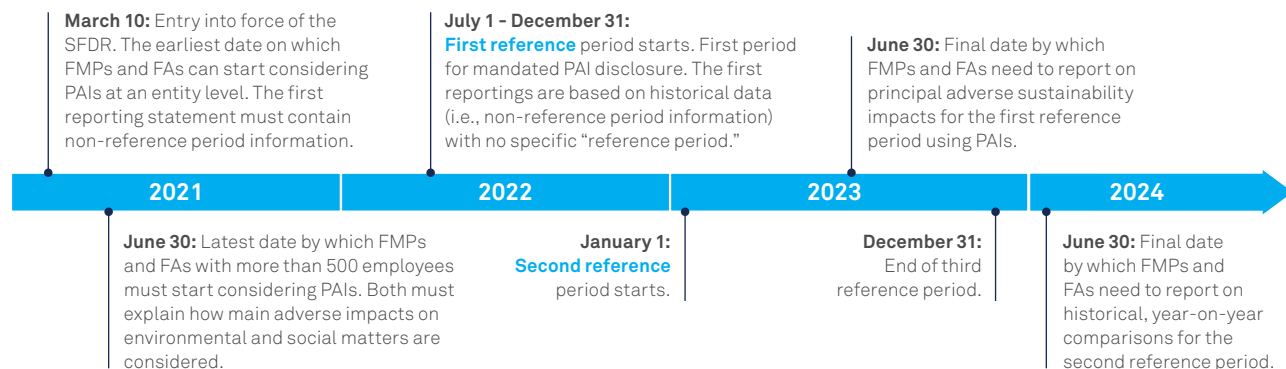 March 10: Entry into force of the
SFDR. The earliest date on which
FMPs and FAs can start considering
PAIs at an entity level. The first
reporting statement must contain
non-reference period information.
July 1 - December 31:
First reference period starts. First period
for mandated PAI disclosure. The first
reportings are based on historical data
(i.e., non-reference period information)
with no specific “reference period.”
June 30: Final date by which
FMPs and FAs need to report on
principal adverse sustainability
impacts for the first reference
period using PAIs.
2021
2022
2023
2024
June 30: Latest date by which FMPs
and FAs with more than 500 employees
must start considering PAIs. Both must
explain how main adverse impacts on
environmental and social matters are
considered.
January 1:
Second reference
period starts.
December 31:
End of third
reference period.
June 30: Final date
by which FMPs and
FAs need to report on
historical, year-on-year
comparisons for the
second reference period.